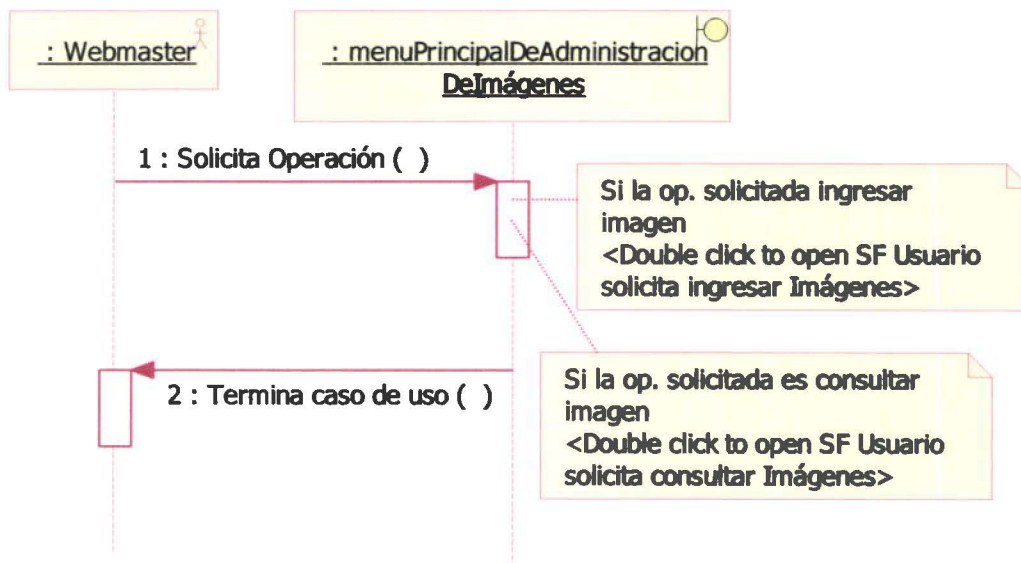 : Webmaster
: menuPrincipalDeAdministracion
DeImágenes
1 : Solicita Operación ( )
Si la op. solicitada ingresar
imagen
<Double click to open SF Usuario
solicita ingresar Imágenes>
2 : Termina caso de uso ( )
Si la op. solicitada es consultar
imagen
<Double click to open SF Usuario
solicita consultar Imágenes>